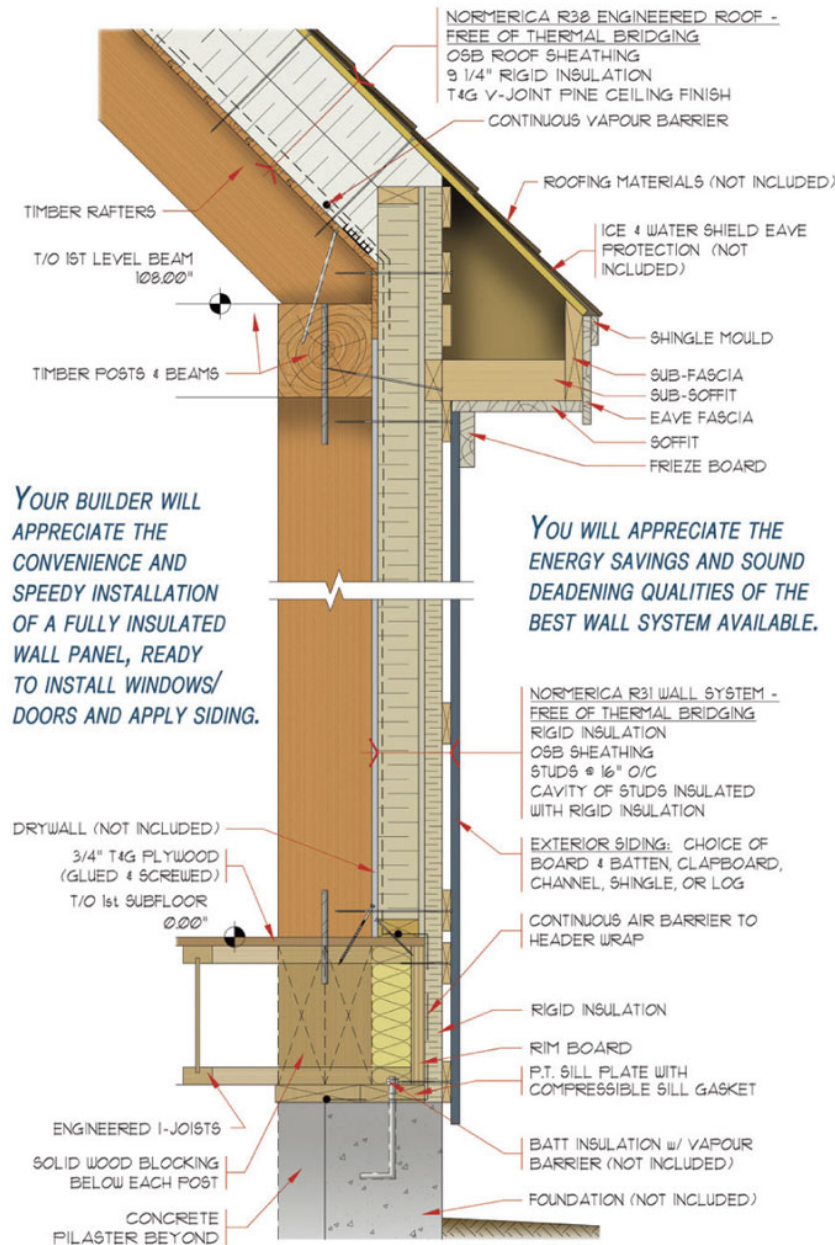 NORMERICA R38 ENGINEERED ROOF -
FREE OF THERMAL BRIDGING
OSB ROOF SHEATHING
9 1/4" RIGID INSULATION
T&G V-JOINT PINE CEILING FINISH
CONTINUOUS VAPOUR BARRIER
ROOFING MATERIALS (NOT INCLUDED)
TIMBER RAFTERS
ICE & WATER SHIELD EAVE
PROTECTION (NOT
INCLUDED)
T/O 1ST LEVEL BEAM
108.00"
SHINGLE MOULD
TIMBER POSTS & BEAMS
SUB-FASCIA
SUB-SOFFIT
EAVE FASCIA
SOFFIT
FRIEZE BOARD
YOUR BUILDER WILL
APPRECIATE THE
CONVENIENCE AND
SPEEDY INSTALLATION
OF A FULLY INSULATED
WALL PANEL, READY
TO INSTALL WINDOWS/
DOORS AND APPLY SIDING.
YOU WILL APPRECIATE THE
ENERGY SAVINGS AND SOUND
DEADENING QUALITIES OF THE
BEST WALL SYSTEM AVAILABLE.
NORMERICA R31 WALL SYSTEM -
FREE OF THERMAL BRIDGING
RIGID INSULATION
OSB SHEATHING
STUDS @ 16" O/C
CAVITY OF STUDS INSULATED
WITH RIGID INSULATION
DRYWALL (NOT INCLUDED)
3/4" T&G PLYWOOD
(GLUED & SCREWED)
T/O 1st SUBFLOOR
0.00"
EXTERIOR SIDING: CHOICE OF
BOARD & BATTEN, CLAPBOARD,
CHANNEL, SHINGLE, OR LOG
CONTINUOUS AIR BARRIER TO
HEADER WRAP
RIGID INSULATION
RIM BOARD
P.T. SILL PLATE WITH
COMPRESSIBLE SILL GASKET
ENGINEERED I-JOISTS
BATT INSULATION w/ VAPOUR
BARRIER (NOT INCLUDED)
SOLID WOOD BLOCKING
BELOW EACH POST
FOUNDATION (NOT INCLUDED)
CONCRETE
PILASTER BEYOND